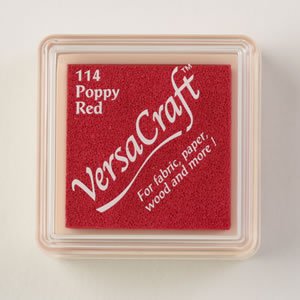 114
Poppy
Red
VersaCraft™
For fabric, paper,
wood and more !